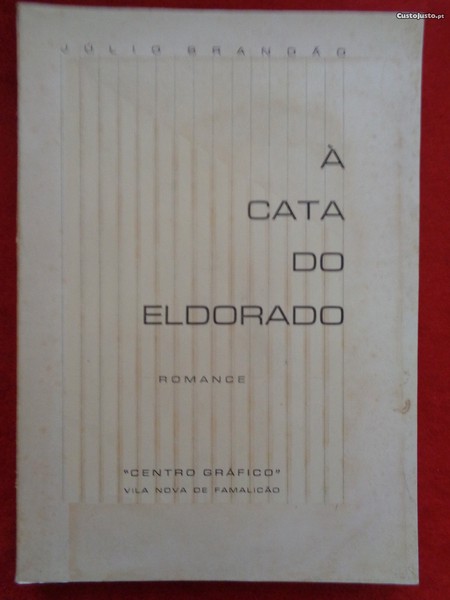 CustoJusto.pt
JÚLIO BRANDÃO
À
CATA
DO
ELDORADO
ROMANCE
"CENTRO GRÁFICO"
VILA NOVA DE FAMALICÃO